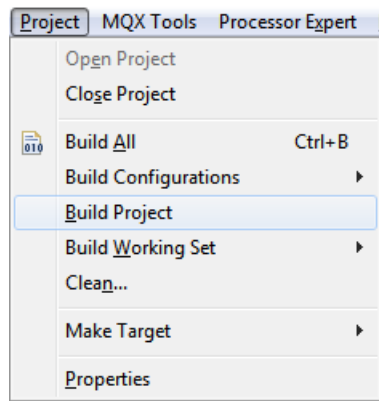 Project MQX Tools Processor Expert
Open Project
Close Project
010
Build All Ctrl+B
Build Configurations
Build Project
Build Working Set
Clean...
Make Target
Properties